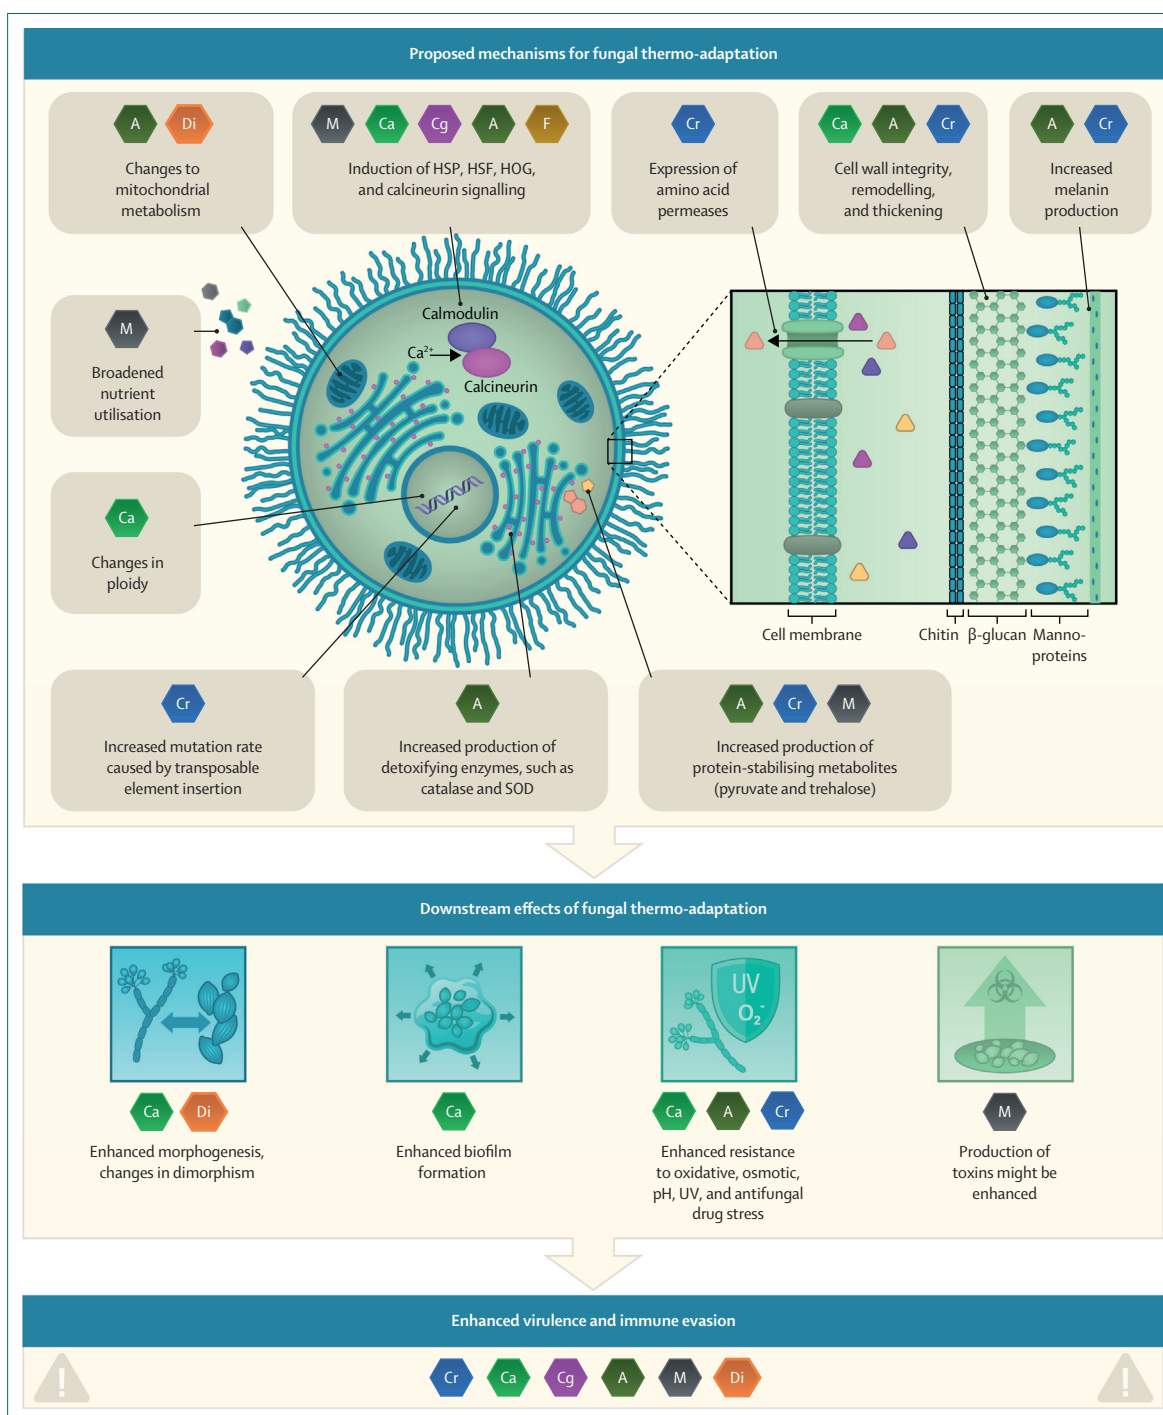 Proposed mechanisms for fungal thermo-adaptation
A Di
Changes to
mitochondrial
metabolism
M Ca Cg A F
Induction of HSP, HSF, HOG,
and calcineurin signalling
Cr
Expression of
amino acid
permeases
Ca A Cr
Cell wall integrity,
remodelling,
and thickening
A Cr
Increased
melanin
production
M
Broadened
nutrient
utilisation
Calmodulin
Ca²⁺
Calcineurin
Ca
Changes in
ploidy
Cell membrane
Chitin
β-glucan
Manno-
proteins
Cr
Increased mutation rate
caused by transposable
element insertion
A
Increased production of
detoxifying enzymes, such as
catalase and SOD
A Cr M
Increased production of
protein-stabilising metabolites
(pyruvate and trehalose)
Downstream effects of fungal thermo-adaptation
Ca Di
Enhanced morphogenesis,
changes in dimorphism
Ca
Enhanced biofilm
formation
UV
O₂⁻
Ca A Cr
Enhanced resistance
to oxidative, osmotic,
pH, UV, and antifungal
drug stress
M
Production of
toxins might be
enhanced
Enhanced virulence and immune evasion
! Cr Ca Cg A M Di !